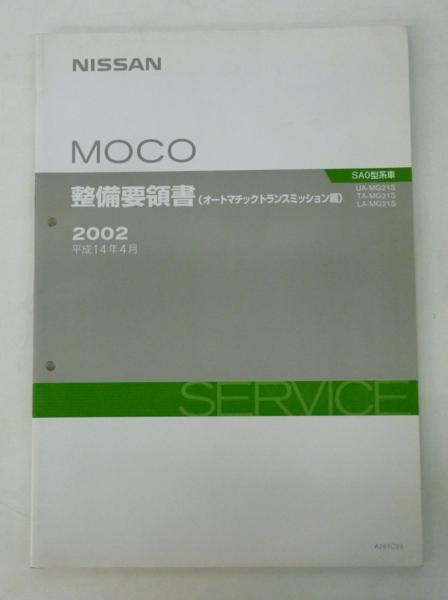 NISSAN
MOCO
SA0型系車
UA-MG21S
TA-MG21S
LA-MG21S
整備要領書(オートマチックトランスミッション編)
2002
平成14年4月
SERVICE